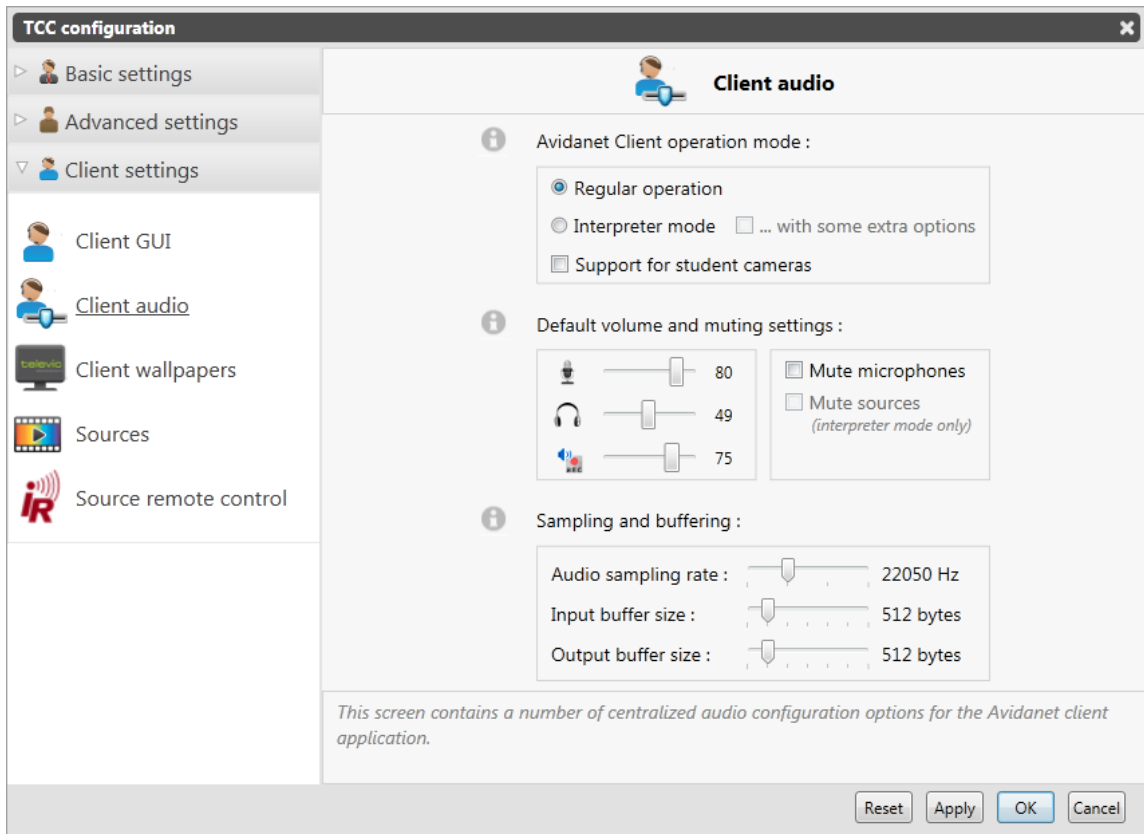 TCC configuration
Basic settings
Advanced settings
Client settings
Client GUI
Client audio
televic
Client wallpapers
Sources
iR
Source remote control
Client audio
Avidanet Client operation mode :
Regular operation
Interpreter mode ... with some extra options
Support for student cameras
Default volume and muting settings :
80
49
75
Mute microphones
Mute sources
(interpreter mode only)
Sampling and buffering :
Audio sampling rate : 22050 Hz
Input buffer size : 512 bytes
Output buffer size : 512 bytes
This screen contains a number of centralized audio configuration options for the Avidanet client
application.
Reset Apply OK Cancel